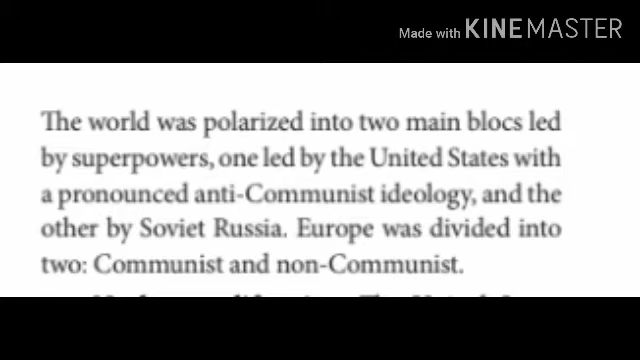 Made with KINEMASTER
The world was polarized into two main blocs led
by superpowers, one led by the United States with
a pronounced anti-Communist ideology, and the
other by Soviet Russia. Europe was divided into
two: Communist and non-Communist.